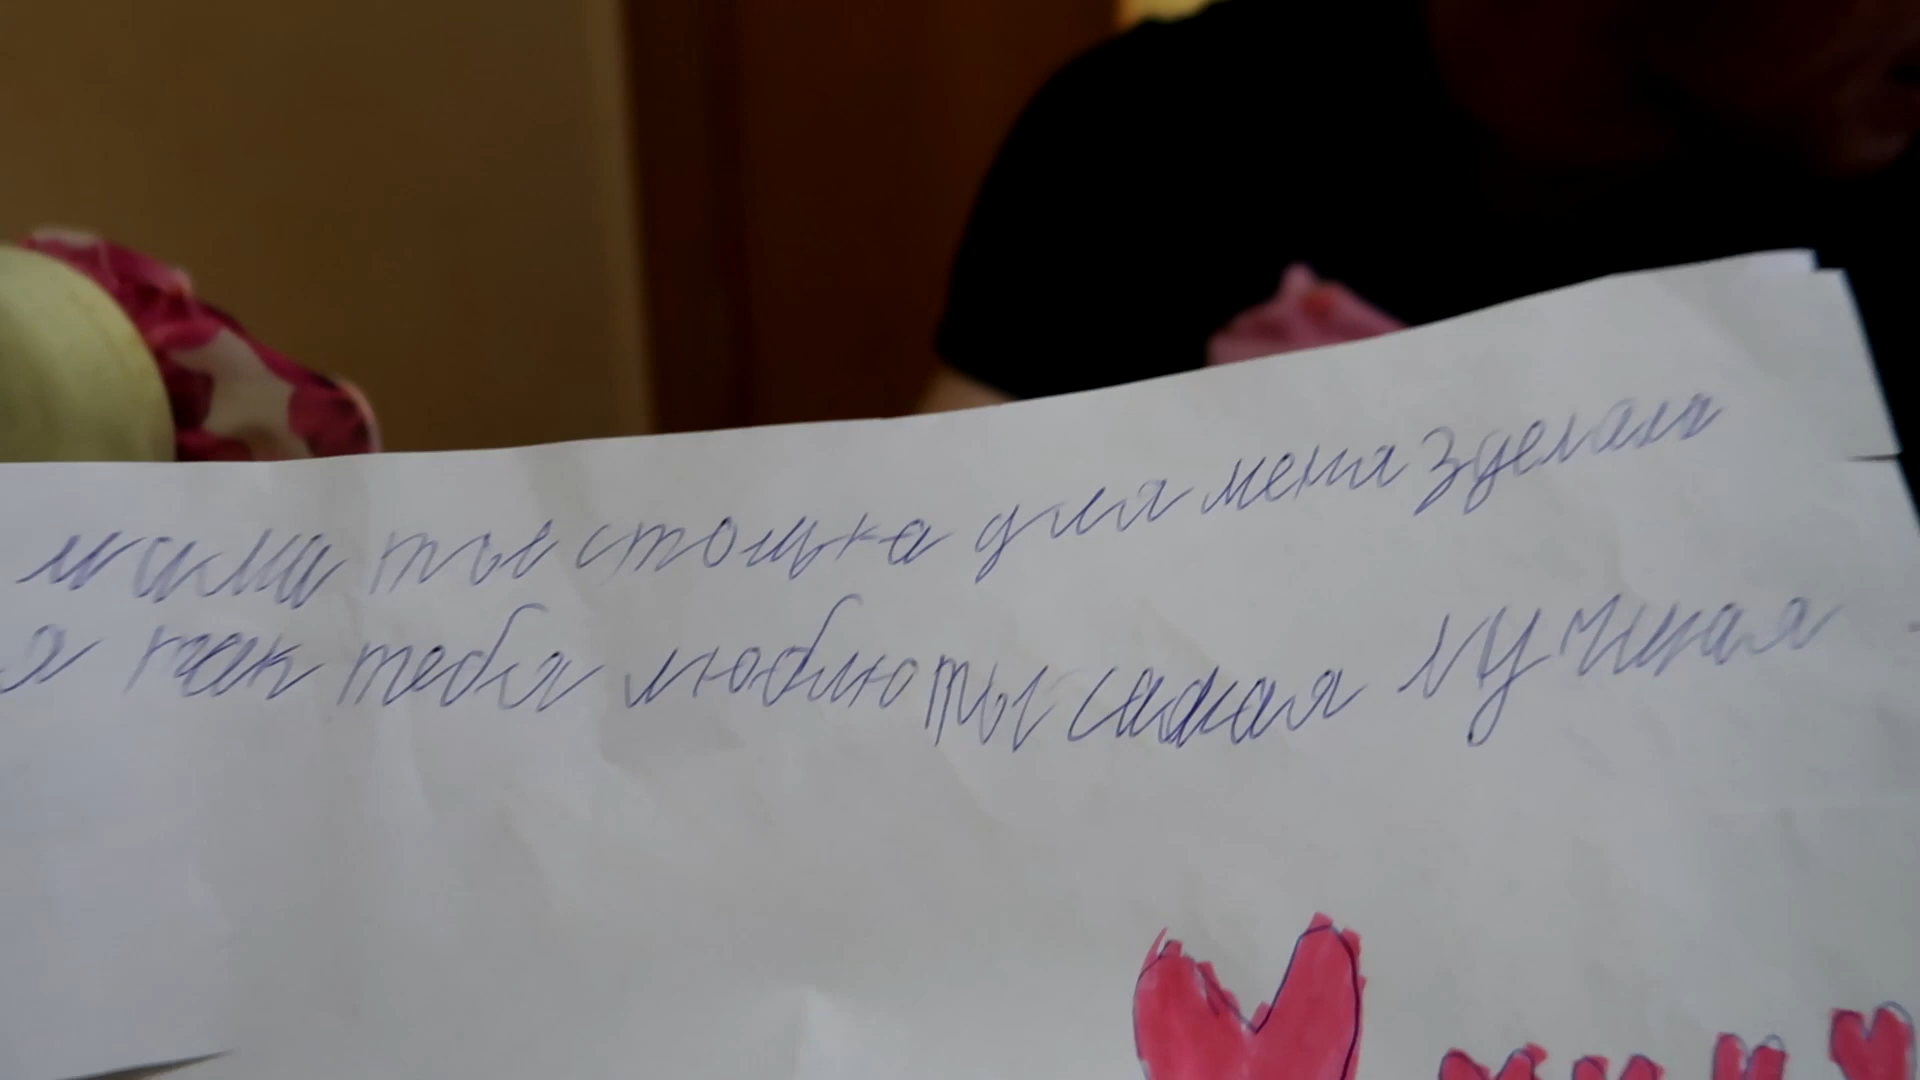 мама ты столька для меня зделала
я так тебя люблю ты самая лучшая